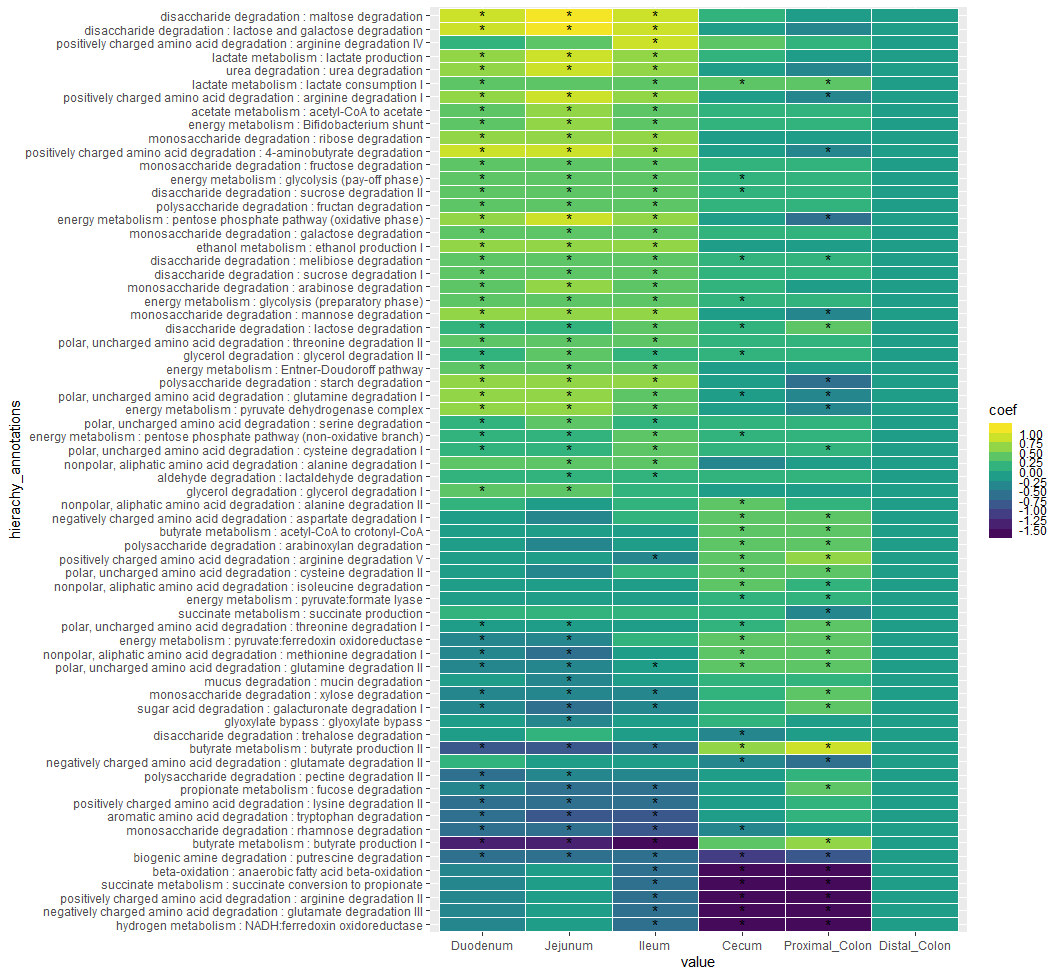 disaccharide degradation : maltose degradation
disaccharide degradation : lactose and galactose degradation
positively charged amino acid degradation : arginine degradation IV
lactate metabolism : lactate production
urea degradation : urea degradation
lactate metabolism : lactate consumption I
positively charged amino acid degradation : arginine degradation I
acetate metabolism : acetyl-CoA to acetate
energy metabolism : Bifidobacterium shunt
monosaccharide degradation : ribose degradation
positively charged amino acid degradation : 4-aminobutyrate degradation
monosaccharide degradation : fructose degradation
energy metabolism : glycolysis (pay-off phase)
disaccharide degradation : sucrose degradation II
polysaccharide degradation : fructan degradation
energy metabolism : pentose phosphate pathway (oxidative phase)
monosaccharide degradation : galactose degradation
ethanol metabolism : ethanol production I
disaccharide degradation : melibiose degradation
disaccharide degradation : sucrose degradation I
monosaccharide degradation : arabinose degradation
energy metabolism : glycolysis (preparatory phase)
monosaccharide degradation : mannose degradation
disaccharide degradation : lactose degradation
polar, uncharged amino acid degradation : threonine degradation II
glycerol degradation : glycerol degradation II
energy metabolism : Entner-Doudoroff pathway
polysaccharide degradation : starch degradation
polar, uncharged amino acid degradation : glutamine degradation I
energy metabolism : pyruvate dehydrogenase complex
polar, uncharged amino acid degradation : serine degradation
energy metabolism : pentose phosphate pathway (non-oxidative branch)
polar, uncharged amino acid degradation : cysteine degradation I
nonpolar, aliphatic amino acid degradation : alanine degradation I
aldehyde degradation : lactaldehyde degradation
glycerol degradation : glycerol degradation I
nonpolar, aliphatic amino acid degradation : alanine degradation II
negatively charged amino acid degradation : aspartate degradation I
butyrate metabolism : acetyl-CoA to crotonyl-CoA
polysaccharide degradation : arabinoxylan degradation
positively charged amino acid degradation : arginine degradation V
polar, uncharged amino acid degradation : cysteine degradation II
nonpolar, aliphatic amino acid degradation : isoleucine degradation
energy metabolism : pyruvate:formate lyase
succinate metabolism : succinate production
polar, uncharged amino acid degradation : threonine degradation I
energy metabolism : pyruvate:ferredoxin oxidoreductase
nonpolar, aliphatic amino acid degradation : methionine degradation I
polar, uncharged amino acid degradation : glutamine degradation II
mucus degradation : mucin degradation
monosaccharide degradation : xylose degradation
sugar acid degradation : galacturonate degradation I
glyoxylate bypass : glyoxylate bypass
disaccharide degradation : trehalose degradation
butyrate metabolism : butyrate production II
negatively charged amino acid degradation : glutamate degradation II
polysaccharide degradation : pectine degradation II
propionate metabolism : fucose degradation
positively charged amino acid degradation : lysine degradation II
aromatic amino acid degradation : tryptophan degradation
monosaccharide degradation : rhamnose degradation
butyrate metabolism : butyrate production I
biogenic amine degradation : putrescine degradation
beta-oxidation : anaerobic fatty acid beta-oxidation
succinate metabolism : succinate conversion to propionate
positively charged amino acid degradation : arginine degradation II
negatively charged amino acid degradation : glutamate degradation III
hydrogen metabolism : NADH:ferredoxin oxidoreductase
hierachy_annotations
Duodenum Jejunum Ileum Cecum Proximal_Colon Distal_Colon
value
coef
1.00
0.75
0.50
0.25
0.00
-0.25
-0.50
-0.75
-1.00
-1.25
-1.50